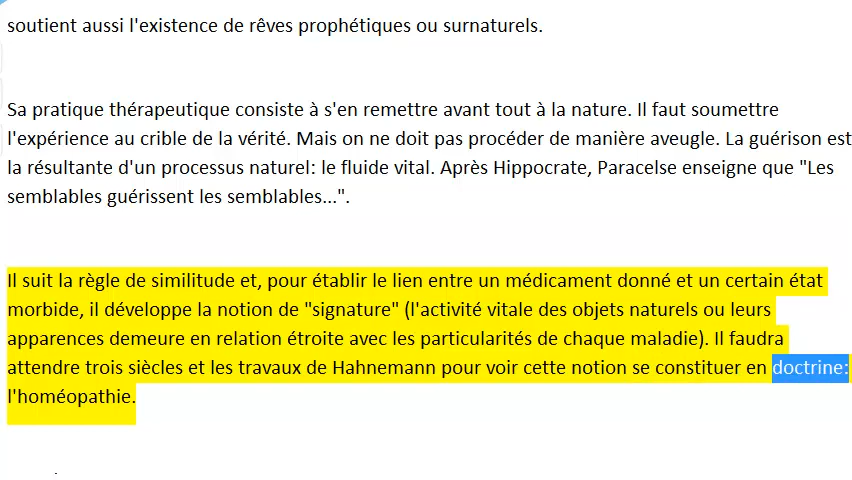 soutient aussi l'existence de rêves prophétiques ou surnaturels.
Sa pratique thérapeutique consiste à s'en remettre avant tout à la nature. Il faut soumettre
l'expérience au crible de la vérité. Mais on ne doit pas procéder de manière aveugle. La guérison est
la résultante d'un processus naturel: le fluide vital. Après Hippocrate, Paracelse enseigne que "Les
semblables guérissent les semblables...".
Il suit la règle de similitude et, pour établir le lien entre un médicament donné et un certain état
morbide, il développe la notion de "signature" (l'activité vitale des objets naturels ou leurs
apparences demeure en relation étroite avec les particularités de chaque maladie). Il faudra
attendre trois siècles et les travaux de Hahnemann pour voir cette notion se constituer en doctrine:
l'homéopathie.